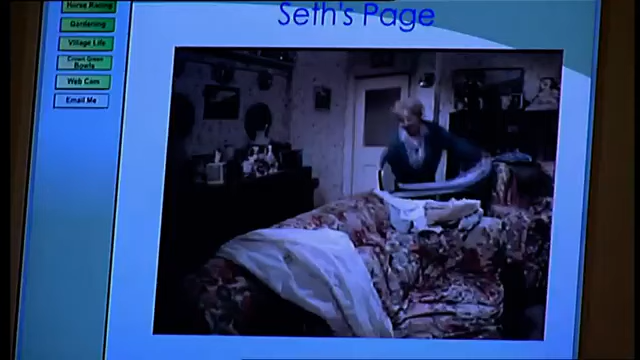 Seth's Page
Horse Racing
Gardening
Village Life
Crown Green
Bowls
Web Cam
Email Me